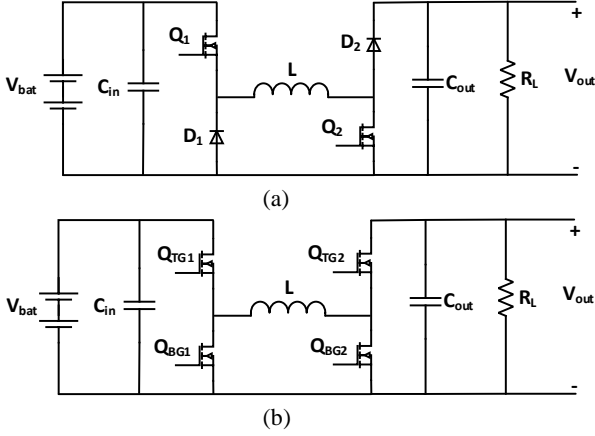 Q1
D2
+
Vbat
Cin
L
Cout
RL
Vout
D1
Q2
-
(a)
QTG1
QTG2
+
Vbat
Cin
L
Cout
RL
Vout
QBG1
QBG2
-
(b)